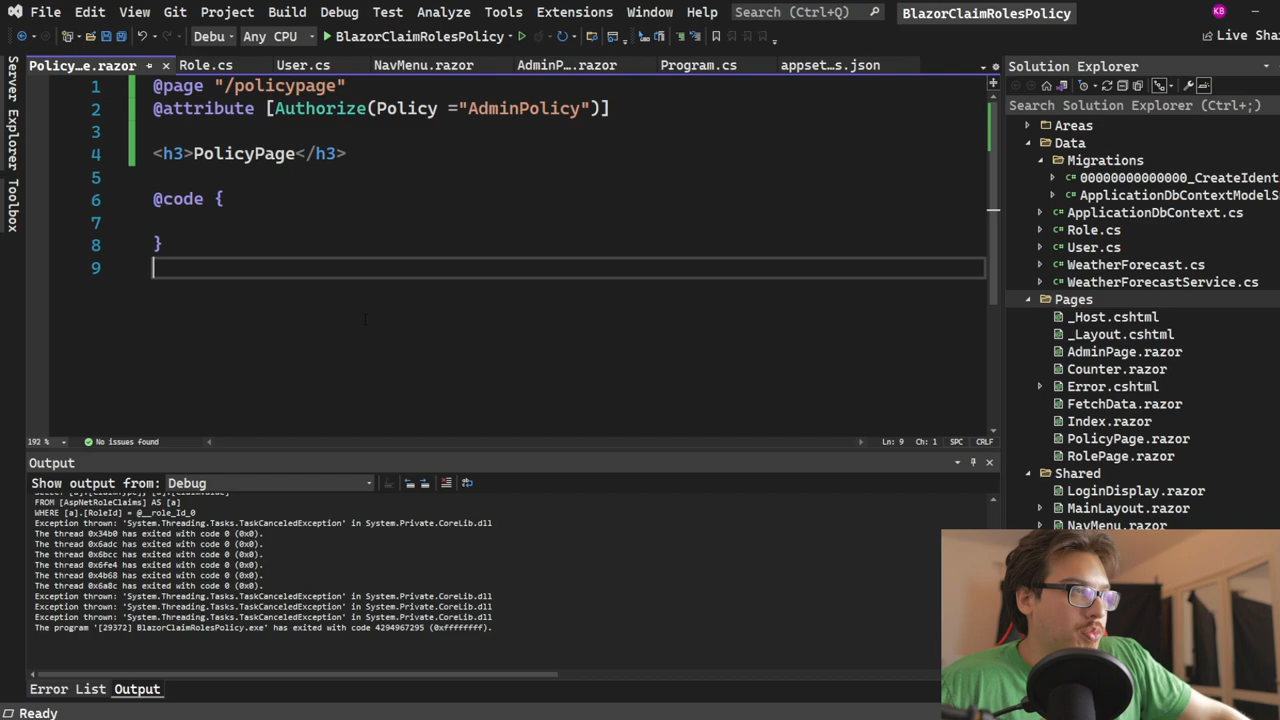 File Edit View Git Project Build Debug Test Analyze Tools Extensions Window Help Search (Ctrl+Q) BlazorClaimRolesPolicy KB
Debu Any CPU BlazorClaimRolesPolicy Live Sha
Policy…e.razor Role.cs User.cs NavMenu.razor AdminP….razor Program.cs appset…s.json
Server Explorer
Toolbox
1 @page "/policypage"
2 @attribute [Authorize(Policy ="AdminPolicy")]
3
4 <h3>PolicyPage</h3>
5
6 @code {
7
8 }
9
192 % No issues found Ln: 9 Ch: 1 SPC CRLF
Output
Show output from: Debug
FROM [AspNetRoleClaims] AS [a]
WHERE [a].[RoleId] = @__role_Id_0
Exception thrown: 'System.Threading.Tasks.TaskCanceledException' in System.Private.CoreLib.dll
The thread 0x34b0 has exited with code 0 (0x0).
The thread 0x6adc has exited with code 0 (0x0).
The thread 0x6bcc has exited with code 0 (0x0).
The thread 0x6fe4 has exited with code 0 (0x0).
The thread 0x4b68 has exited with code 0 (0x0).
The thread 0x6a8c has exited with code 0 (0x0).
Exception thrown: 'System.Threading.Tasks.TaskCanceledException' in System.Private.CoreLib.dll
Exception thrown: 'System.Threading.Tasks.TaskCanceledException' in System.Private.CoreLib.dll
Exception thrown: 'System.Threading.Tasks.TaskCanceledException' in System.Private.CoreLib.dll
The program '[29372] BlazorClaimRolesPolicy.exe' has exited with code 4294967295 (0xffffffff).
Error List Output
Ready
Solution Explorer
Search Solution Explorer (Ctrl+;)
Areas
Data
Migrations
00000000000000_CreateIdent
ApplicationDbContextModelS
ApplicationDbContext.cs
Role.cs
User.cs
WeatherForecast.cs
WeatherForecastService.cs
Pages
_Host.cshtml
_Layout.cshtml
AdminPage.razor
Counter.razor
Error.cshtml
FetchData.razor
Index.razor
PolicyPage.razor
RolePage.razor
Shared
LoginDisplay.razor
MainLayout.razor
NavMenu.razor